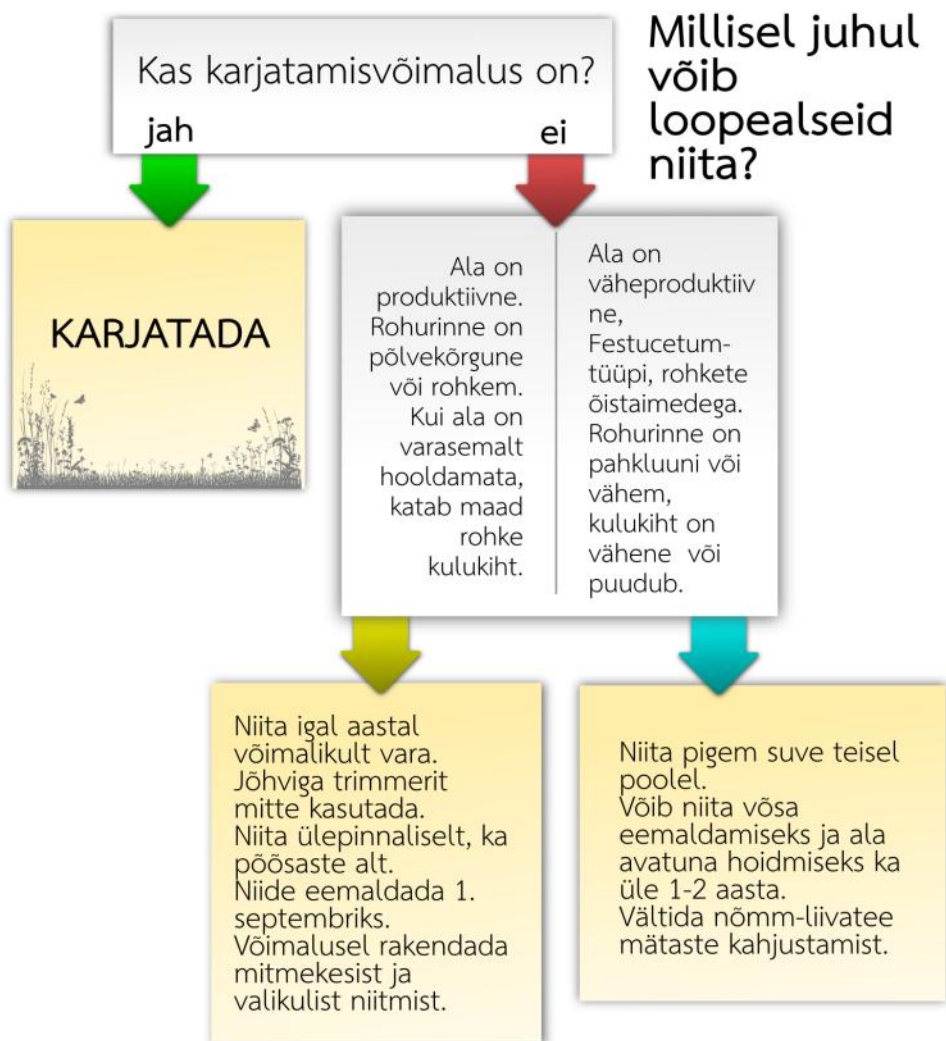 Millisel juhul
võib
loopealseid
niita?
Kas karjatamisvõimalus on?
jah
ei
KARJATADA
Ala on
produktiivne.
Rohurinne on
põlvekõrgune
või rohkem.
Kui ala on
varasemalt
hooldamata,
katab maad
rohke
kulukiht.
Ala on
väheproduktiiv
ne,
Festucetum-
tüüpi, rohkete
õistaimedega.
Rohurinne on
pahkluuni või
vähem,
kulukiht on
vähene või
puudub.
Niita igal aastal
võimalikult vara.
Jõhviga trimmerit
mitte kasutada.
Niita ülepinnaliselt, ka
põõsaste alt.
Niide eemaldada 1.
septembriks.
Võimalusel rakendada
mitmekesist ja
valikulist niitmist.
Niita pigem suve teisel
poolel.
Võib niita võsa
eemaldamiseks ja ala
avatuna hoidmiseks ka
üle 1-2 aasta.
Vältida nõmm-liivatee
mätaste kahjustamist.